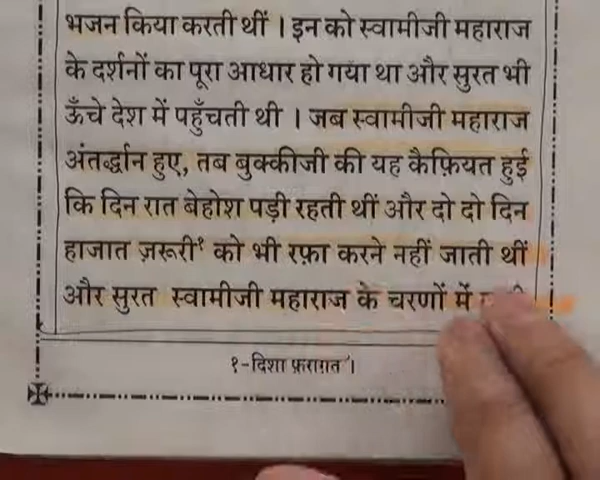 भजन किया करती थीं । इन को स्वामीजी महाराज
के दर्शनों का पूरा आधार हो गया था और सुरत भी
ऊँचे देश में पहुँचती थी । जब स्वामीजी महाराज
अंतर्द्धान हुए, तब बुक्कीजी की यह कैफ़ियत हुई
कि दिन रात बेहोश पड़ी रहती थीं और दो दो दिन
हाजात ज़रूरी१ को भी रफ़ा करने नहीं जाती थीं
और सुरत स्वामीजी महाराज के चरणों में
१-दिशा फ़राग़त ।